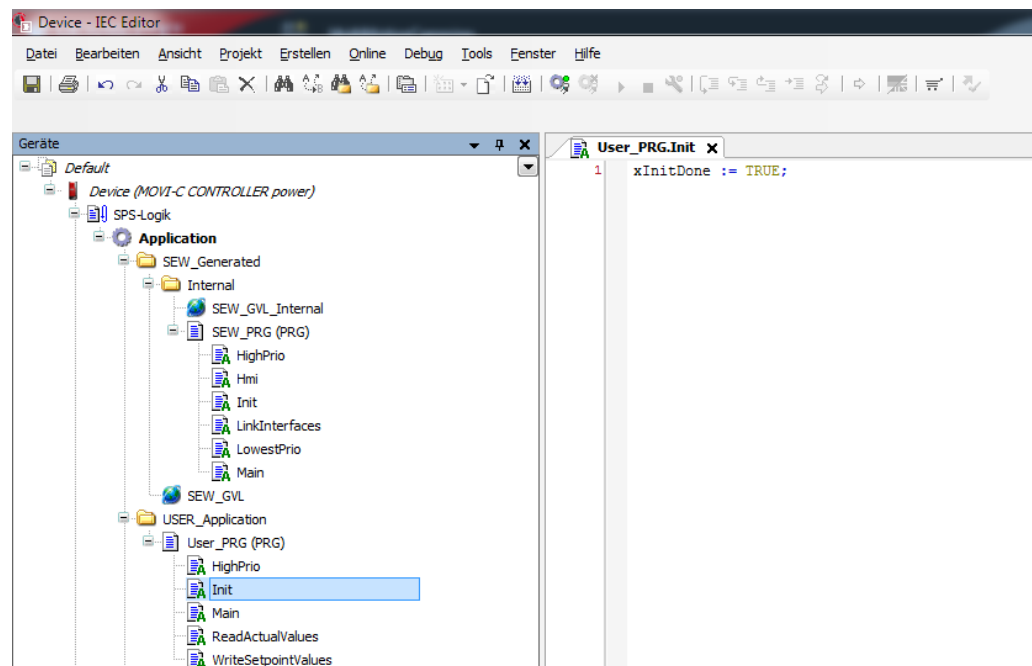 Device - IEC Editor
Datei Bearbeiten Ansicht Projekt Erstellen Online Debug Tools Fenster Hilfe
Geräte
Default
Device (MOVI-C CONTROLLER power)
SPS-Logik
Application
SEW_Generated
Internal
SEW_GVL_Internal
SEW_PRG (PRG)
HighPrio
Hmi
Init
LinkInterfaces
LowestPrio
Main
SEW_GVL
USER_Application
User_PRG (PRG)
HighPrio
Init
Main
ReadActualValues
WriteSetpointValues
User_PRG.Init
1 xInitDone := TRUE;